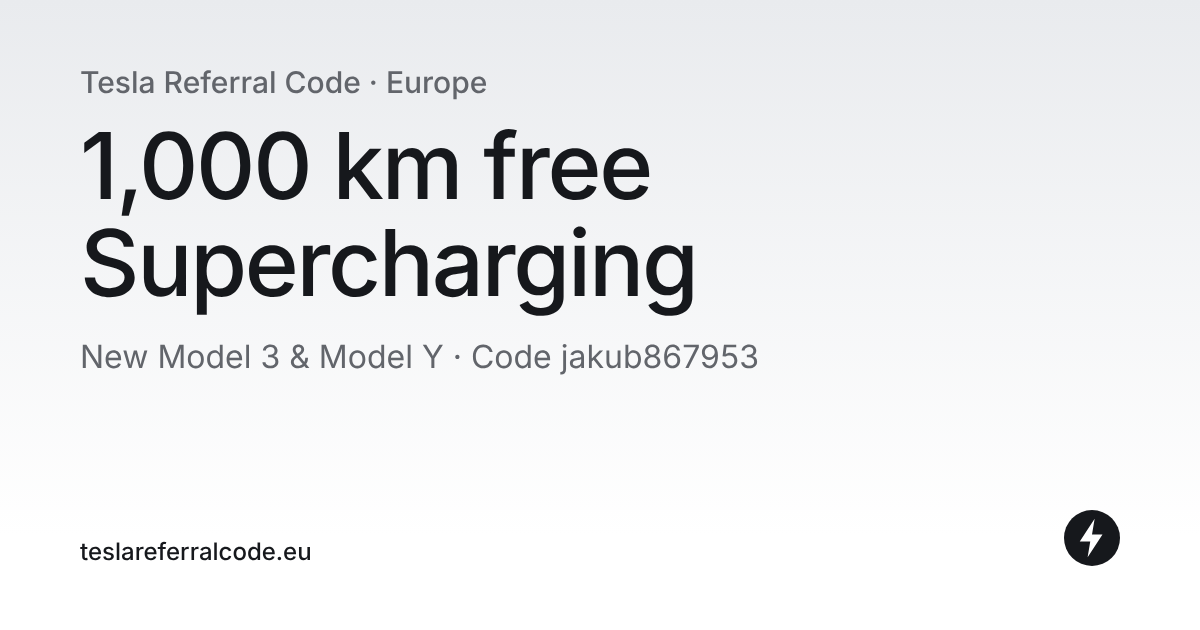 Tesla Referral Code · Europe
1,000 km free
Supercharging
New Model 3 & Model Y · Code jakub867953
teslareferralcode.eu